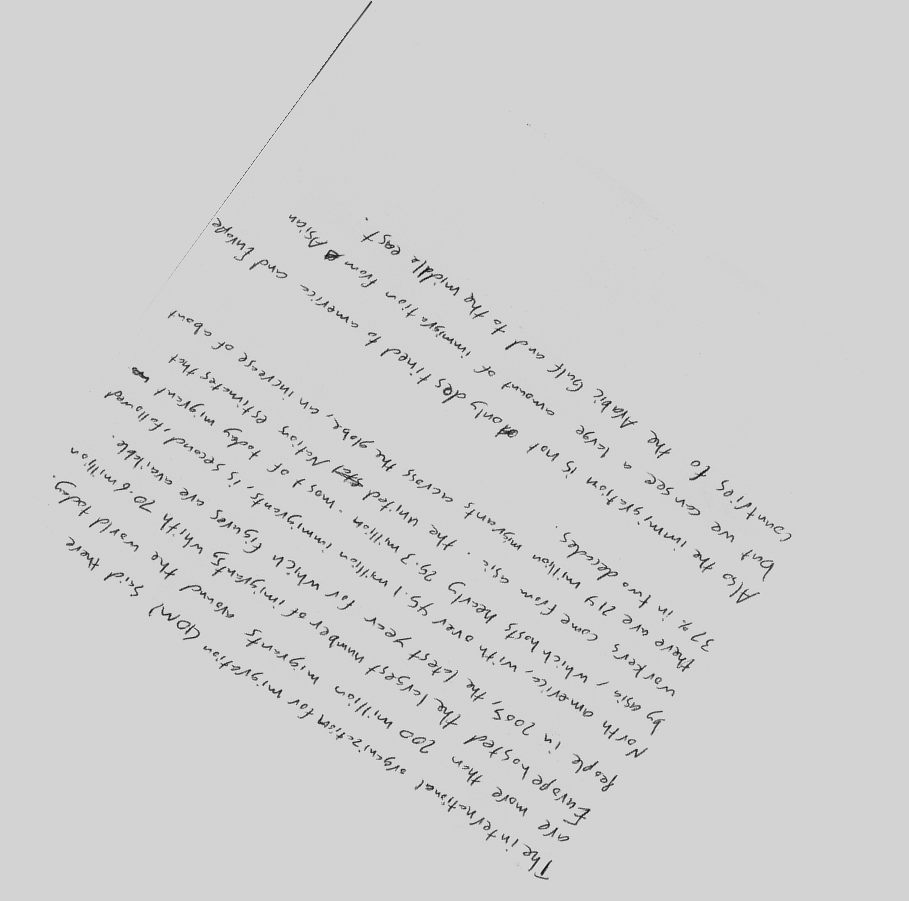 The international organization for migration (IOM) said there
are more then 200 million migrants around the world today.
Europe hosted the largest number of imigrants whith 70.6 million
people in 2005, the latest year for which figures are available.
North america, with over 45.1 million immigrants, is second, followed
by asia, which hosts nearly 25.3 million. most of today migrant
workers come from asia. the united Nations estimates that
there are 214 million migrants across the globe, an increase of about
37% in two decades.
Also the immigration is not only destined to america and Europe
but we can see a large amount of immigration from Asian
countries to the Arabic Gulf and to the middle east.